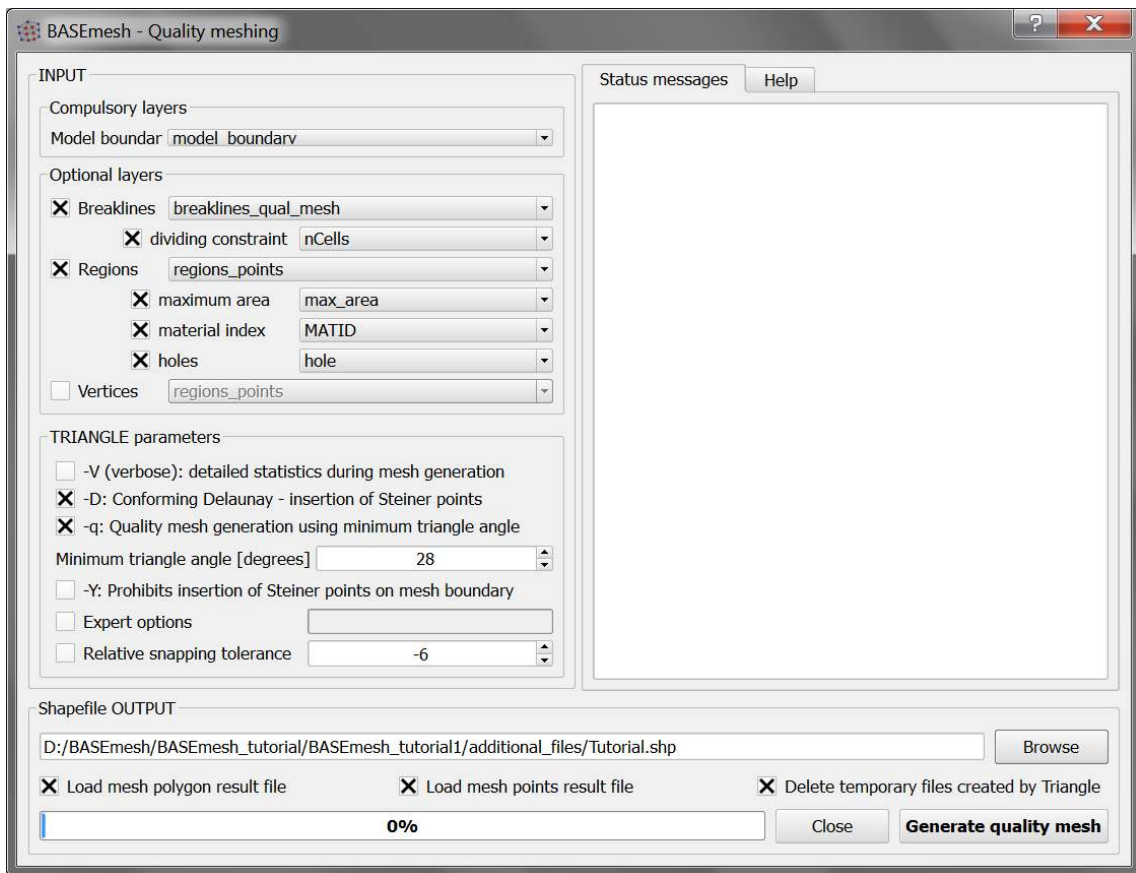 BASEmesh - Quality meshing
?
X
INPUT
Compulsory layers
Model boundar model_boundary
Optional layers
Breaklines breaklines_qual_mesh
dividing constraint nCells
Regions regions_points
maximum area max_area
material index MATID
holes hole
Vertices regions_points
TRIANGLE parameters
-V (verbose): detailed statistics during mesh generation
-D: Conforming Delaunay - insertion of Steiner points
-q: Quality mesh generation using minimum triangle angle
Minimum triangle angle [degrees] 28
-Y: Prohibits insertion of Steiner points on mesh boundary
Expert options
Relative snapping tolerance -6
Status messages Help
Shapefile OUTPUT
D:/BASEmesh/BASEmesh_tutorial/BASEmesh_tutorial1/additional_files/Tutorial.shp Browse
Load mesh polygon result file Load mesh points result file Delete temporary files created by Triangle
0% Close Generate quality mesh